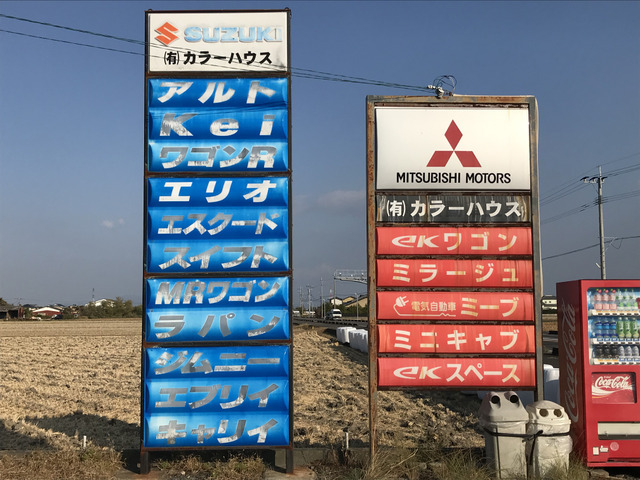 SUZUKI
(有)カラーハウス
アルト
Kei
ワゴンR
エリオ
エスクード
スイフト
MRワゴン
ラパン
ジムニー
エブリイ
キャリイ
MITSUBISHI MOTORS
(有)カラーハウス
ekワゴン
ミラージュ
電気自動車 ミーブ
ミニキャブ
ekスペース
Coca-Cola
Coca-Cola